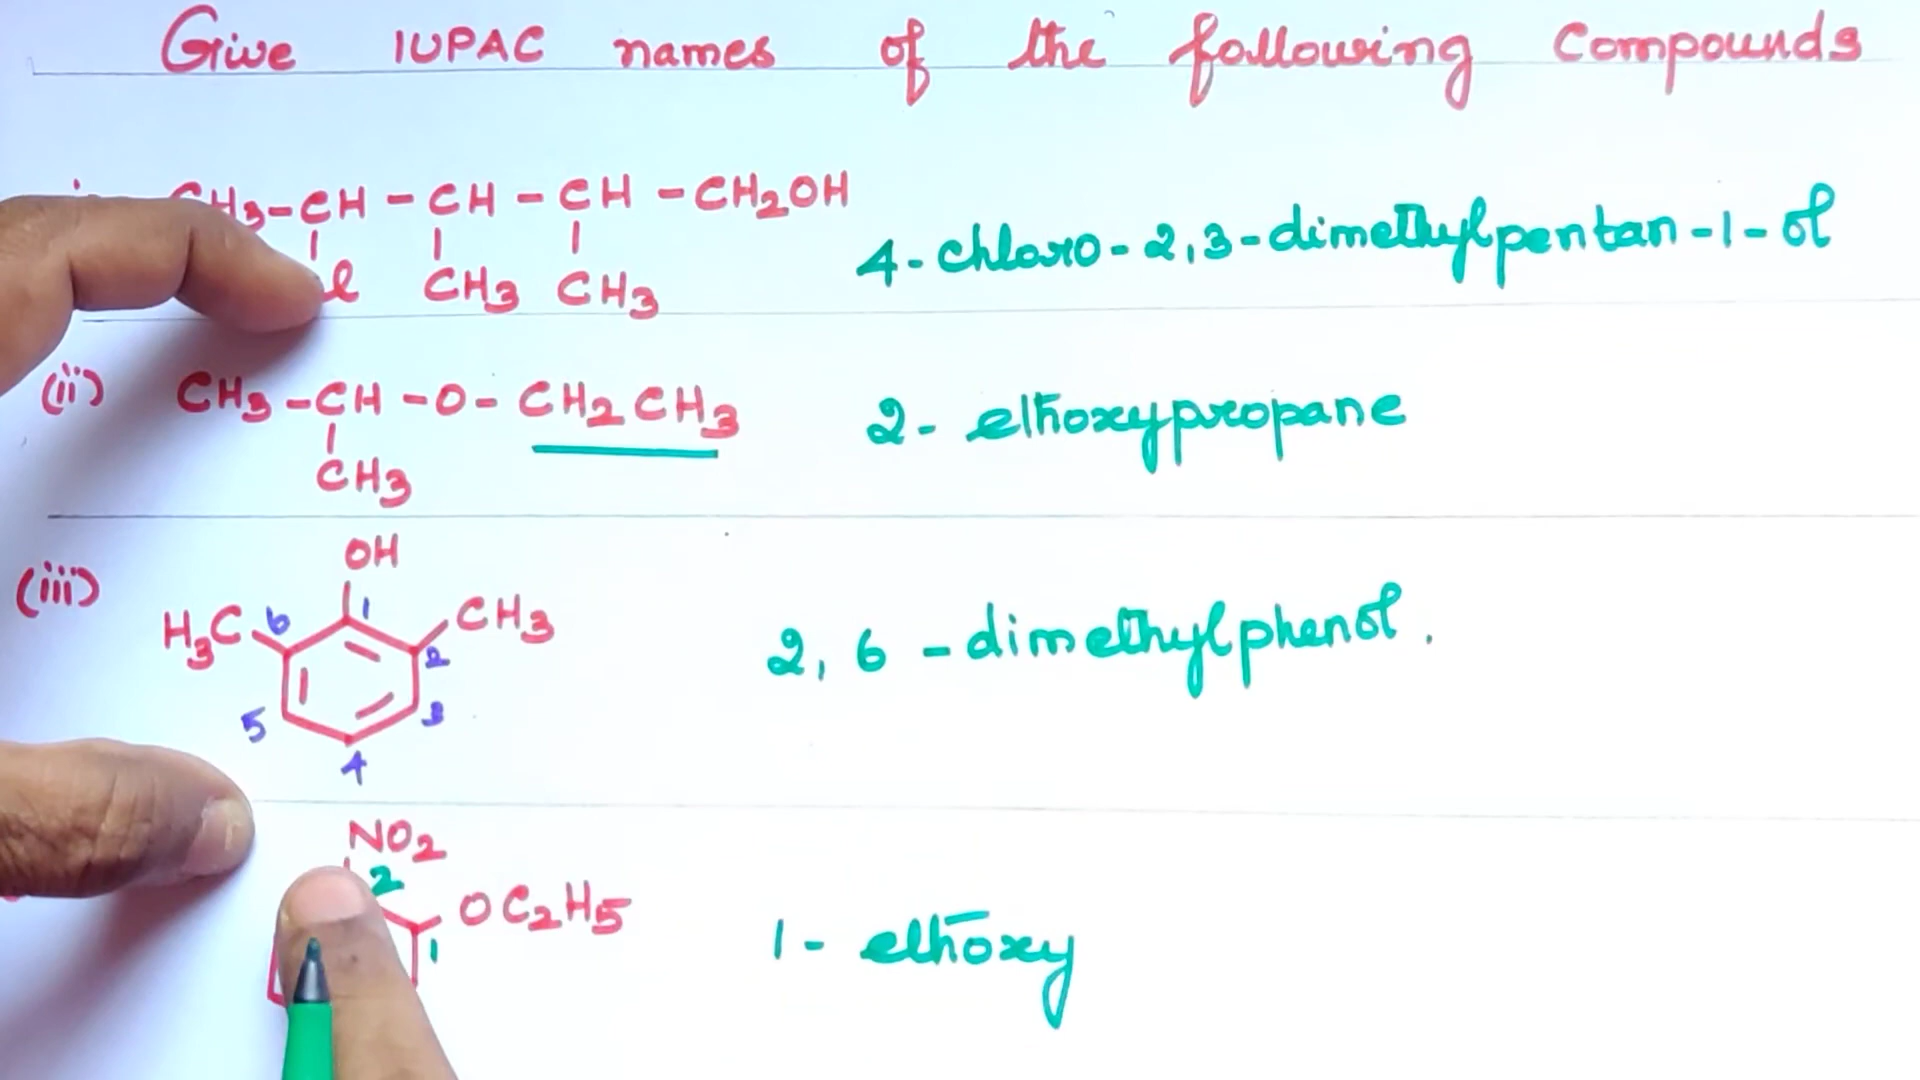 Give IUPAC names of the following Compounds
CH3-CH-CH-CH-CH2OH
l CH3 CH3
4-chloro-2,3-dimethylpentan-1-ol
(ii) CH3-CH-O-CH2CH3
CH3
2-ethoxypropane
(iii)
OH
H3C 6 1 CH3
2
5 3
4
2,6-dimethylphenol.
NO2
2
OC2H5
1
1-ethoxy